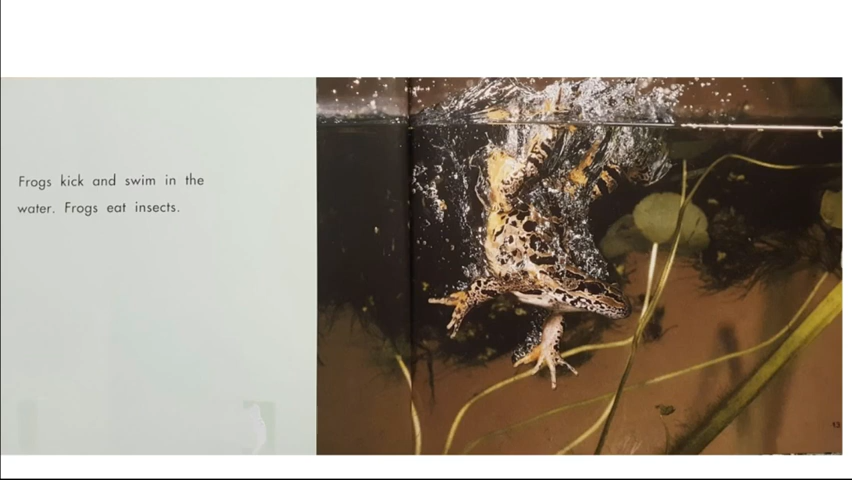 Frogs kick and swim in the
water. Frogs eat insects.
13